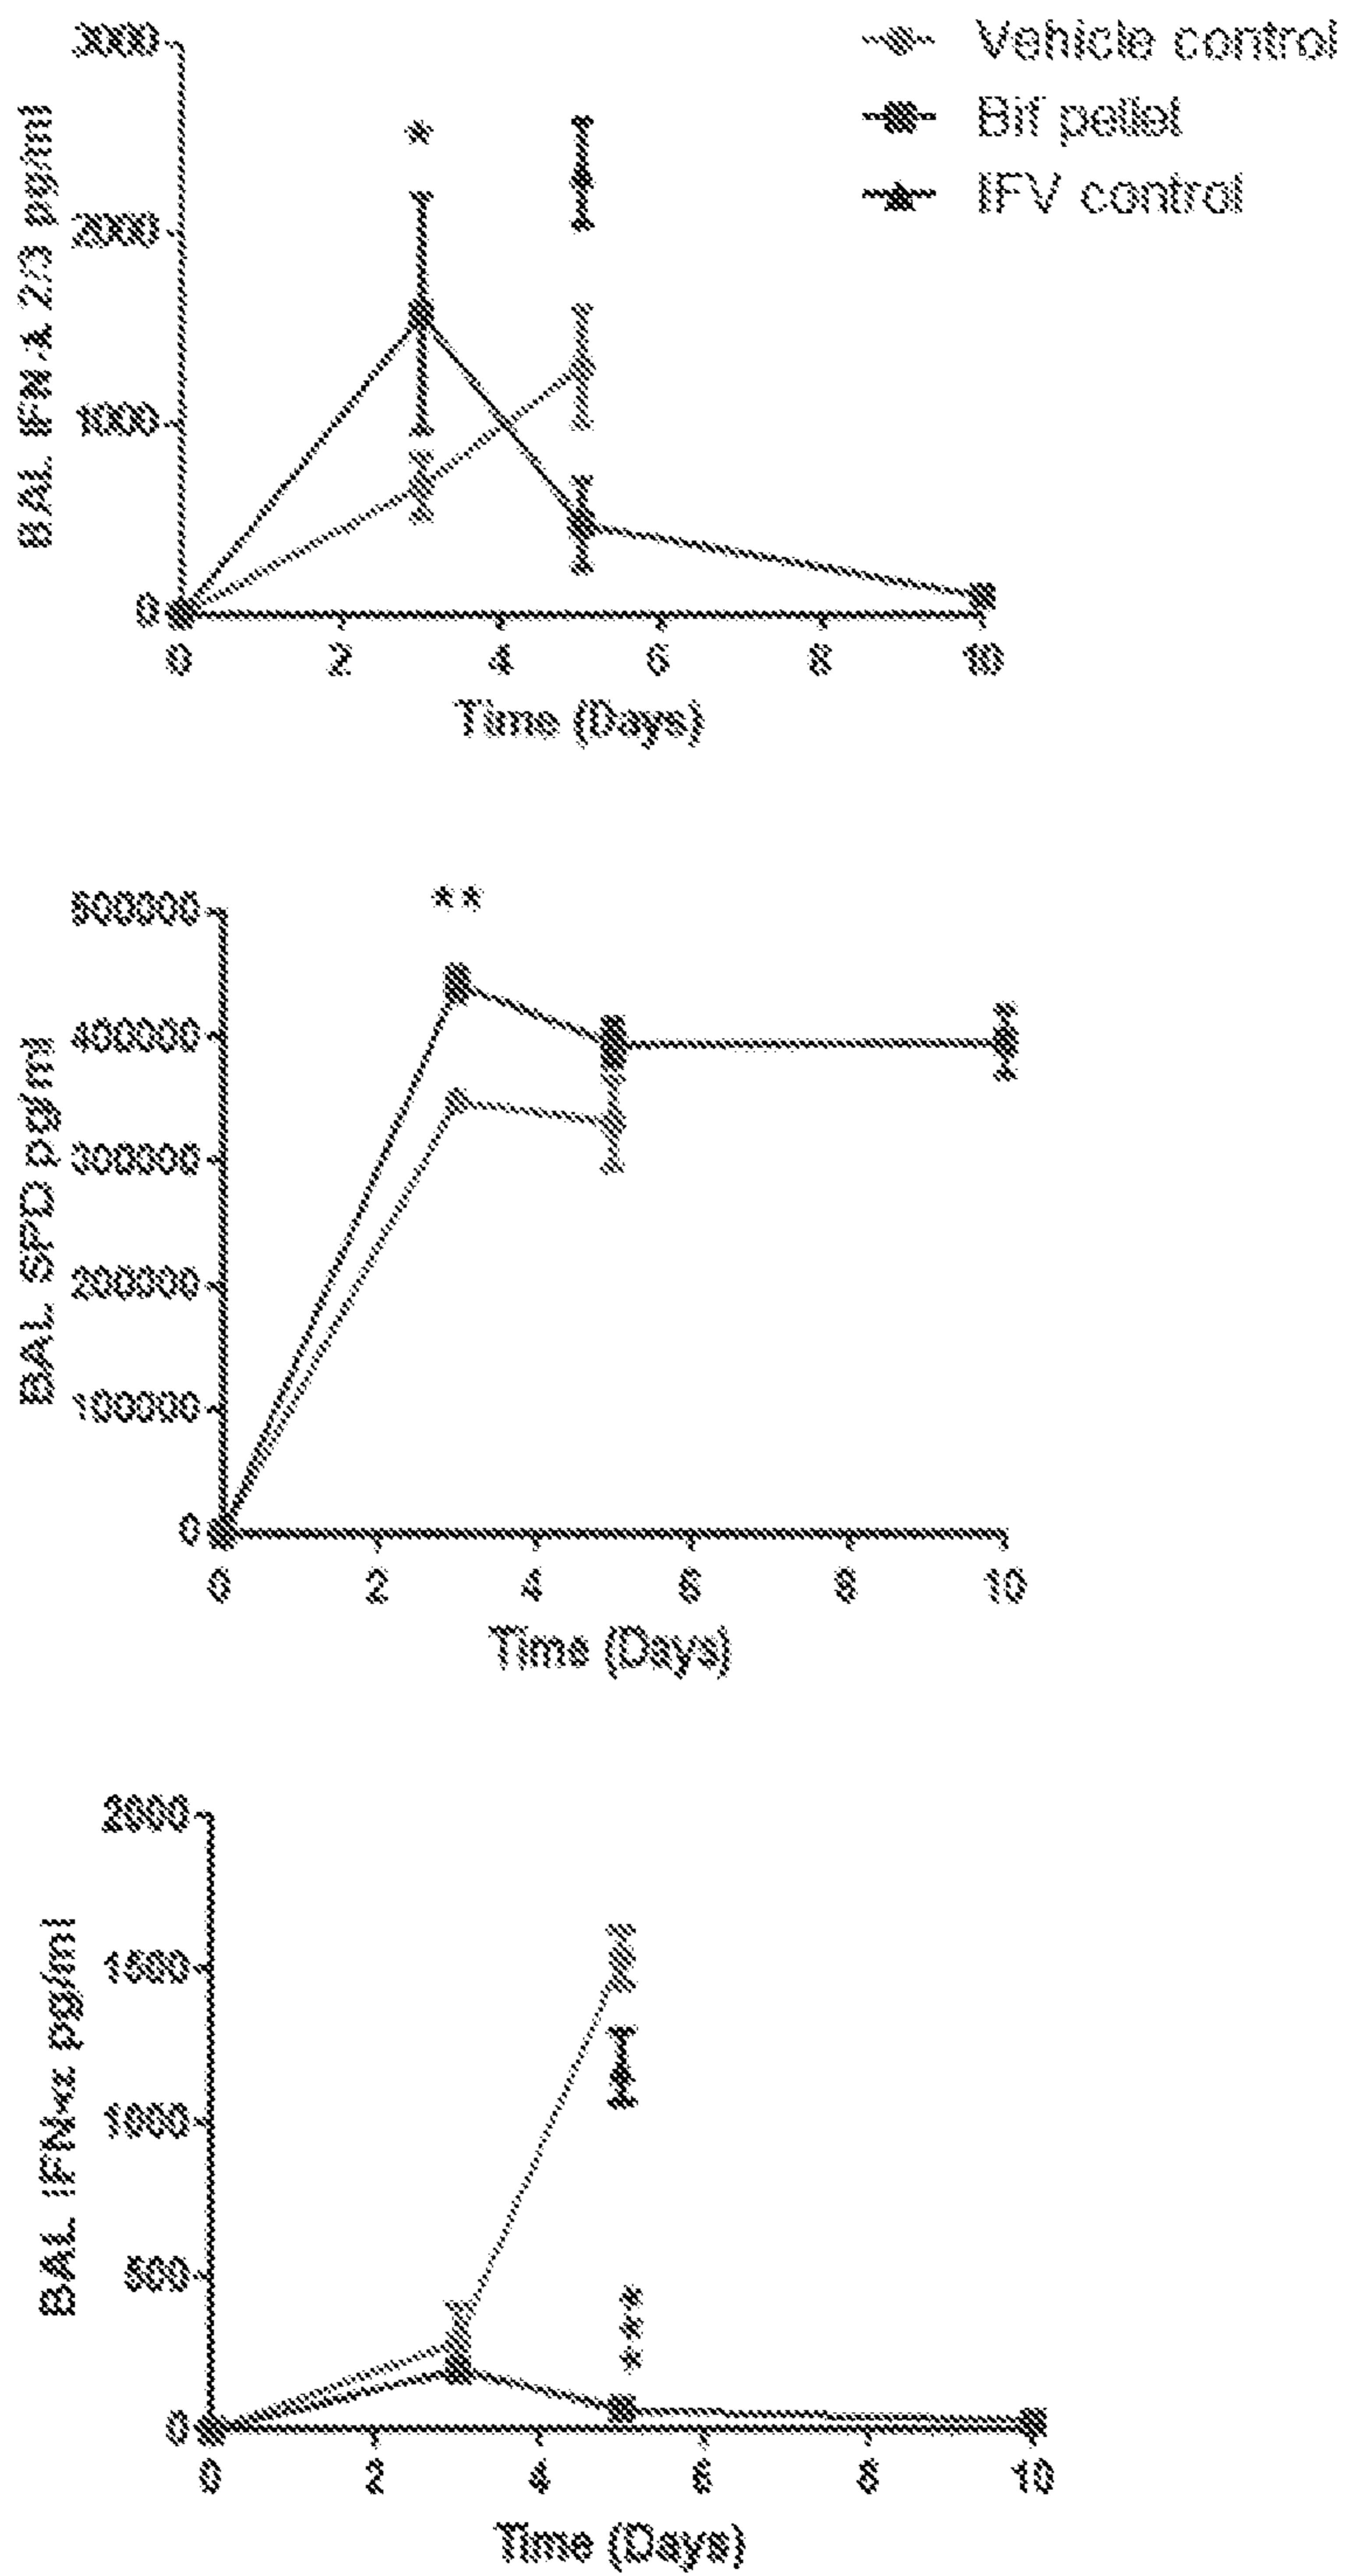 Vehicle control
Bif pellet
IFV control
BAL IFN-λ 2/3 pg/ml
3000
2000
1000
0
0 2 4 6 8 10
Time (Days)
*
**
BAL SPD pg/ml
500000
400000
300000
200000
100000
0
0 2 4 6 8 10
Time (Days)
BAL IFN-α pg/ml
2000
1500
1000
500
0
***
0 2 4 6 8 10
Time (Days)